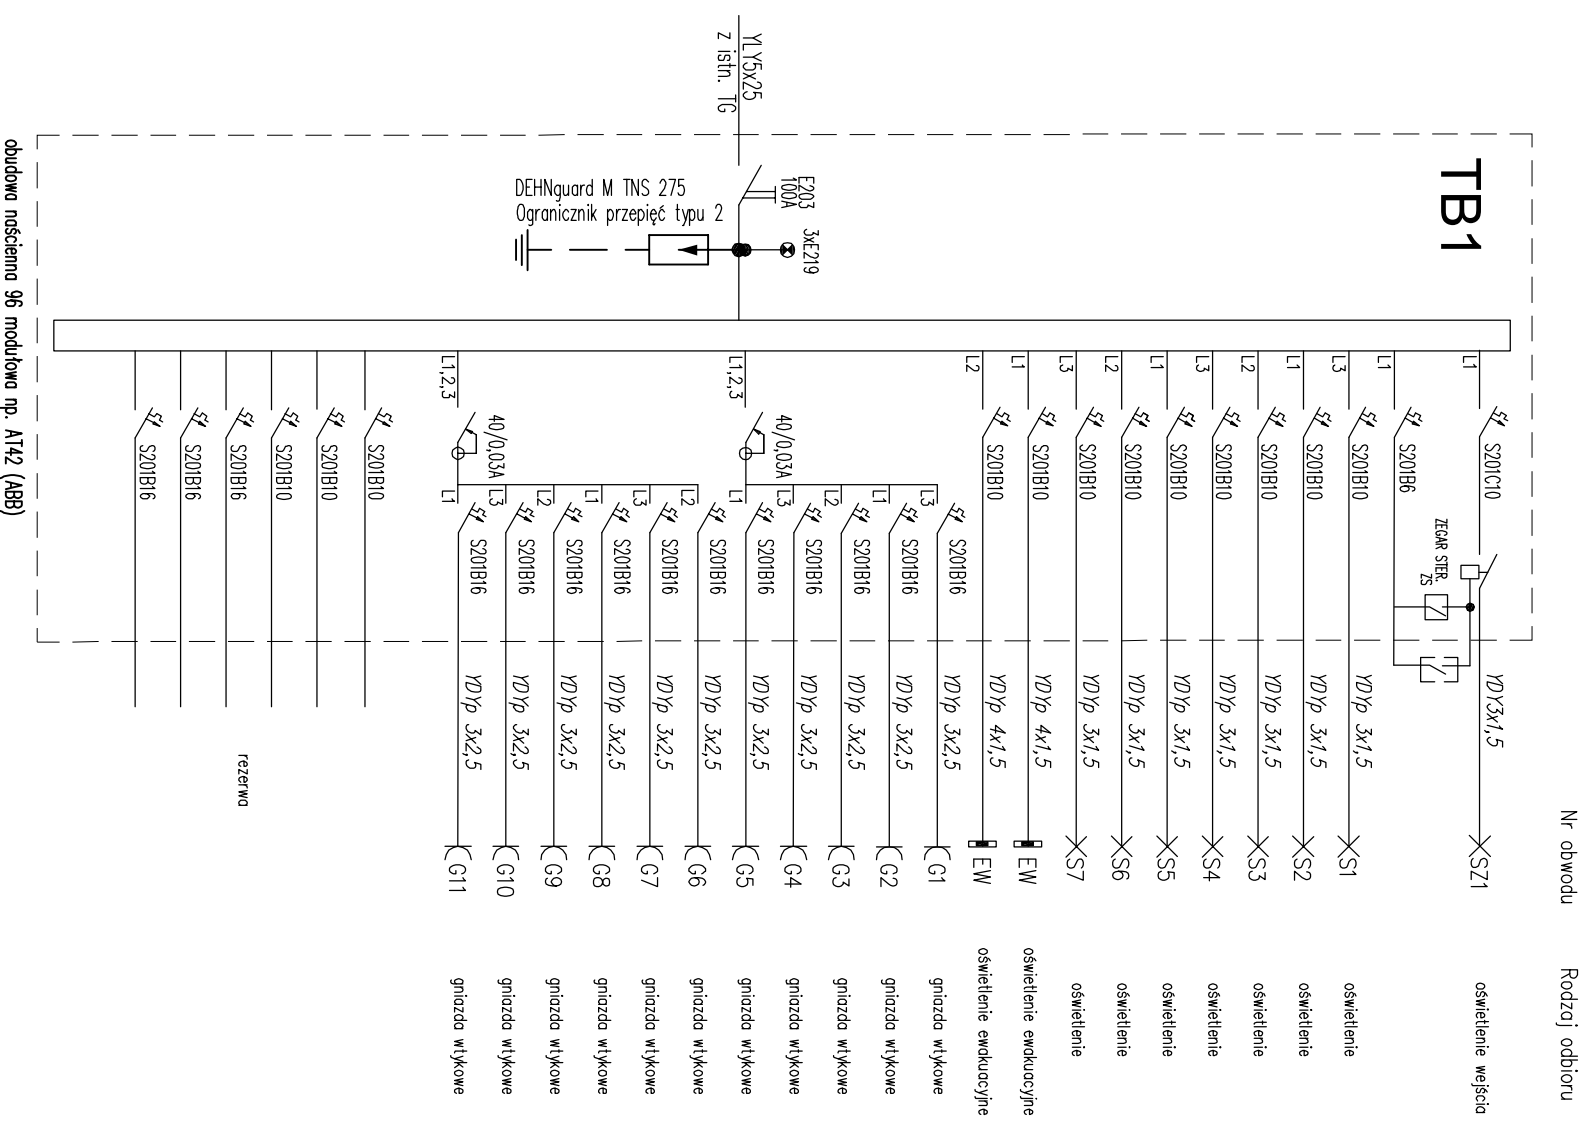 TB1
Nr obwodu
Rodzaj odbioru
YLY5x25
z istn. TG
E203
100A
3xE219
DEHNguard M TNS 275
Ogranicznik przepięć typu 2
L1
S201C10
YDY3x1,5
SZ1
oświetlenie wejścia
L1
S201B6
ZEGAR STER.
ZS
L3
S201B10
YDYp 3x1,5
S1
oświetlenie
L1
S201B10
YDYp 3x1,5
S2
oświetlenie
L2
S201B10
YDYp 3x1,5
S3
oświetlenie
L3
S201B10
YDYp 3x1,5
S4
oświetlenie
L1
S201B10
YDYp 3x1,5
S5
oświetlenie
L2
S201B10
YDYp 3x1,5
S6
oświetlenie
L3
S201B10
YDYp 3x1,5
S7
oświetlenie
L1
S201B10
YDYp 4x1,5
EW
oświetlenie ewakuacyjne
L2
S201B10
YDYp 4x1,5
EW
oświetlenie ewakuacyjne
L1,2,3
40/0,03A
L3
S201B16
YDYp 3x2,5
G1
gniazda wtykowe
L1
S201B16
YDYp 3x2,5
G2
gniazda wtykowe
L2
S201B16
YDYp 3x2,5
G3
gniazda wtykowe
L3
S201B16
YDYp 3x2,5
G4
gniazda wtykowe
L1
S201B16
YDYp 3x2,5
G5
gniazda wtykowe
L1,2,3
40/0,03A
L2
S201B16
YDYp 3x2,5
G6
gniazda wtykowe
L3
S201B16
YDYp 3x2,5
G7
gniazda wtykowe
L1
S201B16
YDYp 3x2,5
G8
gniazda wtykowe
L2
S201B16
YDYp 3x2,5
G9
gniazda wtykowe
L3
S201B16
YDYp 3x2,5
G10
gniazda wtykowe
L1
S201B16
YDYp 3x2,5
G11
gniazda wtykowe
S201B10
S201B10
S201B10
S201B16
S201B16
S201B16
rezerwa
obudowa naścienna 96 modułowa np. AT42 (ABB)